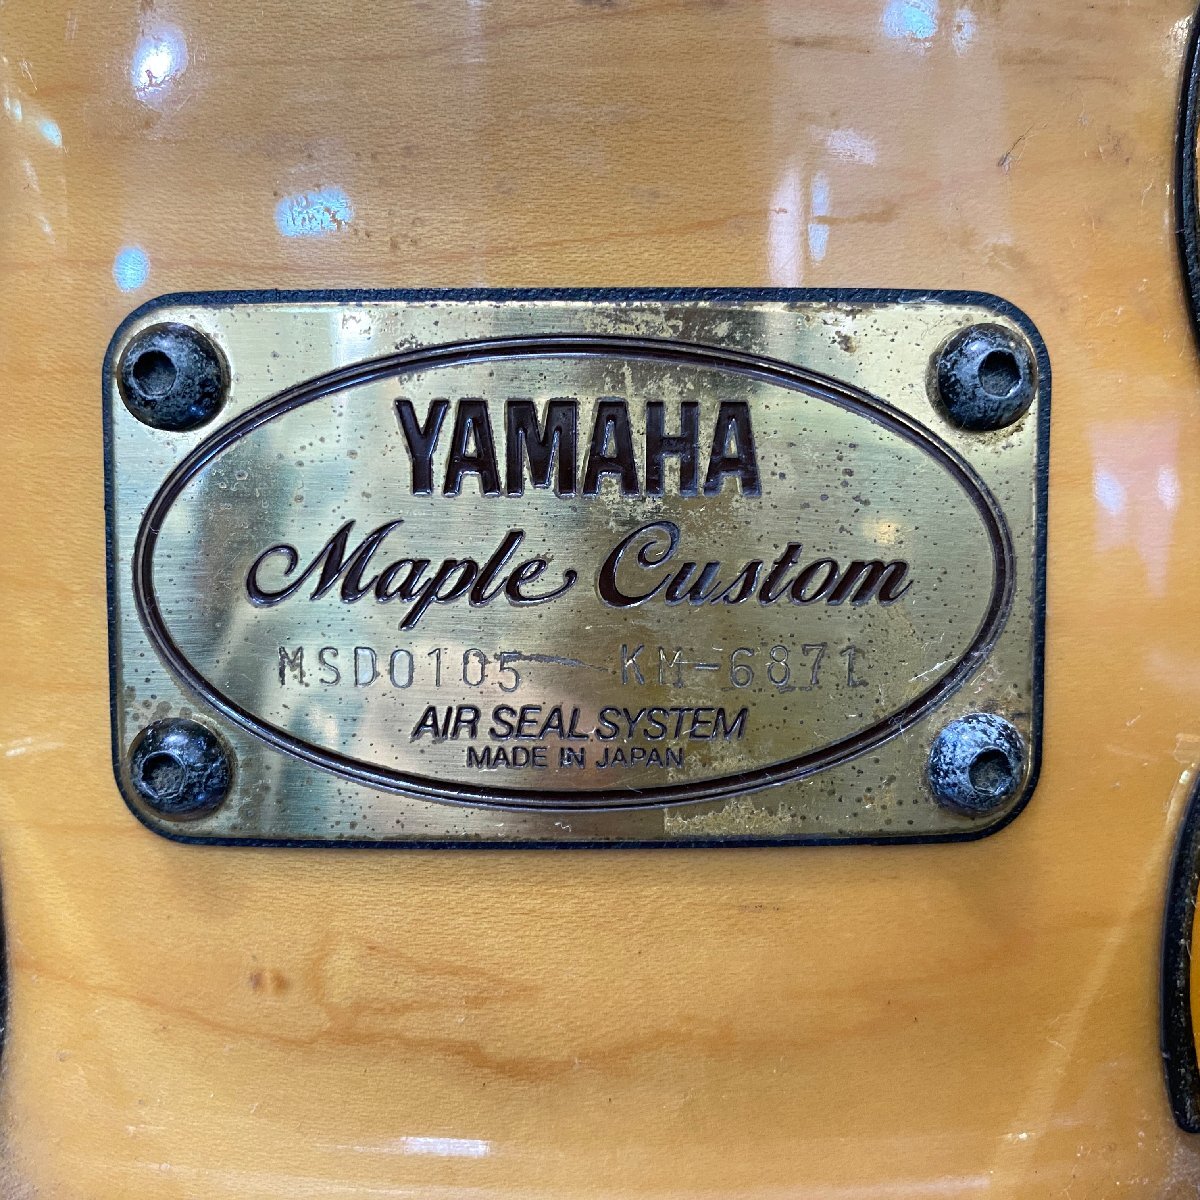 YAMAHA
Maple Custom
MSD0105 KM-6871
AIR SEAL SYSTEM
MADE IN JAPAN